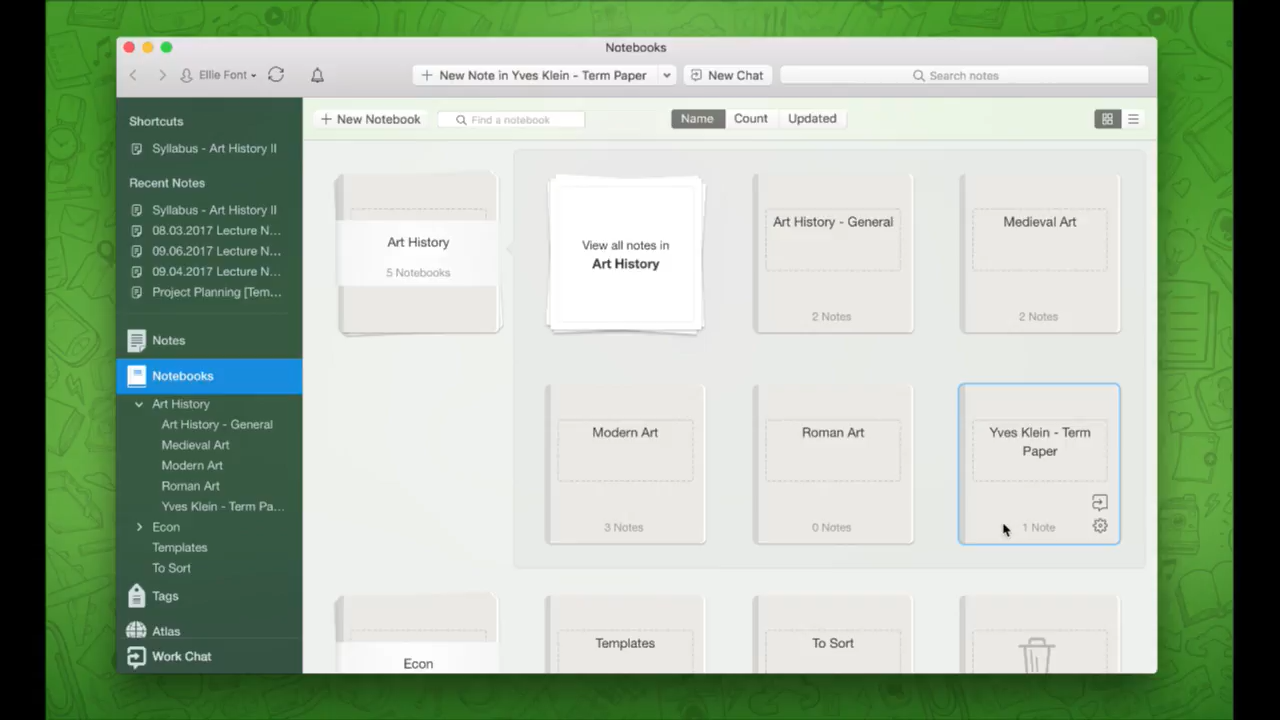 Notebooks
Ellie Font
+ New Note in Yves Klein - Term Paper
New Chat
Search notes
Shortcuts
Syllabus - Art History II
Recent Notes
Syllabus - Art History II
08.03.2017 Lecture N...
09.06.2017 Lecture N...
09.04.2017 Lecture N...
Project Planning [Tem...
Notes
Notebooks
Art History
Art History - General
Medieval Art
Modern Art
Roman Art
Yves Klein - Term Pa...
Econ
Templates
To Sort
Tags
Atlas
Work Chat
+ New Notebook
Find a notebook
Name
Count
Updated
Art History
5 Notebooks
View all notes in
Art History
Art History - General
2 Notes
Medieval Art
2 Notes
Modern Art
3 Notes
Roman Art
0 Notes
Yves Klein - Term
Paper
1 Note
Econ
Templates
To Sort